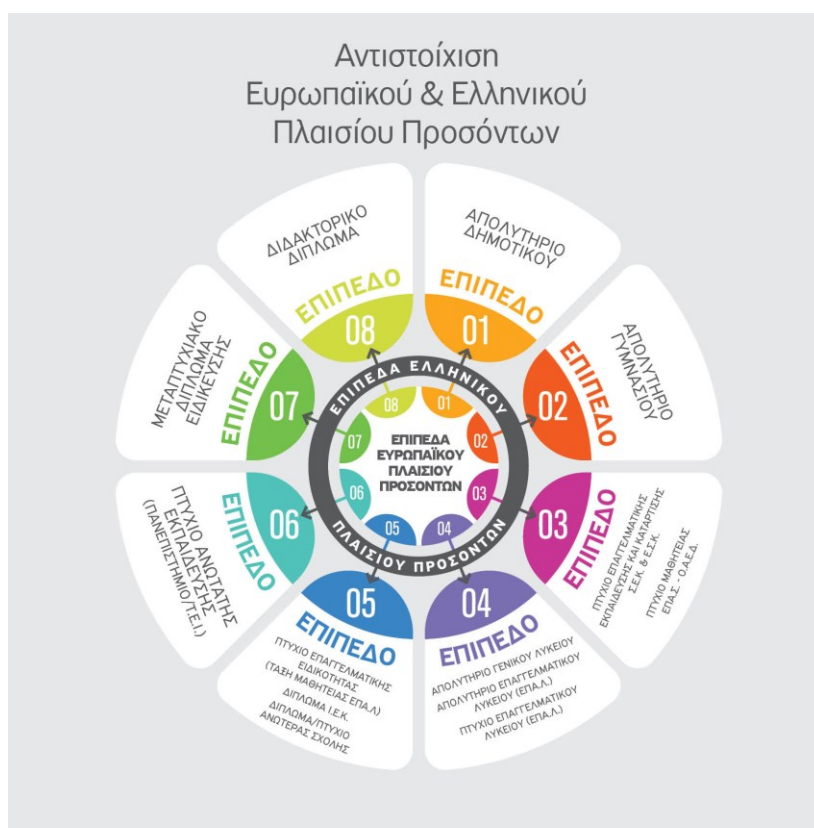 Αντιστοίχιση
Ευρωπαϊκού & Ελληνικού
Πλαισίου Προσόντων
ΑΠΟΛΥΤΗΡΙΟ
ΔΗΜΟΤΙΚΟΥ
ΕΠΙΠΕΔΟ
01
ΑΠΟΛΥΤΗΡΙΟ
ΓΥΜΝΑΣΙΟΥ
ΕΠΙΠΕΔΟ
02
ΠΤΥΧΙΟ ΕΠΑΓΓΕΛΜΑΤΙΚΗΣ
ΕΚΠΑΙΔΕΥΣΗΣ ΚΑΙ ΚΑΤΑΡΤΙΣΗΣ
Σ.Ε.Κ. & Ε.Σ.Κ.
ΠΤΥΧΙΟ ΜΑΘΗΤΕΙΑΣ
ΕΠΑ.Σ. - Ο.Α.Ε.Δ.
ΕΠΙΠΕΔΟ
03
04
ΕΠΙΠΕΔΟ
ΑΠΟΛΥΤΗΡΙΟ ΓΕΝΙΚΟΥ ΛΥΚΕΙΟΥ
ΑΠΟΛΥΤΗΡΙΟ ΕΠΑΓΓΕΛΜΑΤΙΚΟΥ
ΛΥΚΕΙΟΥ (ΕΠΑ.Λ.)
ΠΤΥΧΙΟ ΕΠΑΓΓΕΛΜΑΤΙΚΟΥ
ΛΥΚΕΙΟΥ (ΕΠΑ.Λ.)
05
ΕΠΙΠΕΔΟ
ΠΤΥΧΙΟ ΕΠΑΓΓΕΛΜΑΤΙΚΗΣ
ΕΙΔΙΚΟΤΗΤΑΣ
(ΤΑΞΗ ΜΑΘΗΤΕΙΑΣ ΕΠΑ.Λ)
ΔΙΠΛΩΜΑ Ι.Ε.Κ.
ΔΙΠΛΩΜΑ/ΠΤΥΧΙΟ
ΑΝΩΤΕΡΑΣ ΣΧΟΛΗΣ
06
ΕΠΙΠΕΔΟ
ΠΤΥΧΙΟ ΑΝΩΤΑΤΗΣ
ΕΚΠΑΙΔΕΥΣΗΣ
(ΠΑΝΕΠΙΣΤΗΜΙΟ/Τ.Ε.Ι.)
ΜΕΤΑΠΤΥΧΙΑΚΟ
ΔΙΠΛΩΜΑ
ΕΙΔΙΚΕΥΣΗΣ
ΕΠΙΠΕΔΟ
07
ΔΙΔΑΚΤΟΡΙΚΟ
ΔΙΠΛΩΜΑ
ΕΠΙΠΕΔΟ
08
ΕΠΙΠΕΔΑ ΕΛΛΗΝΙΚΟΥ
ΠΛΑΙΣΙΟΥ ΠΡΟΣΟΝΤΩΝ
01
02
03
04
05
06
07
08
ΕΠΙΠΕΔΑ
ΕΥΡΩΠΑΪΚΟΥ
ΠΛΑΙΣΙΟΥ
ΠΡΟΣΟΝΤΩΝ